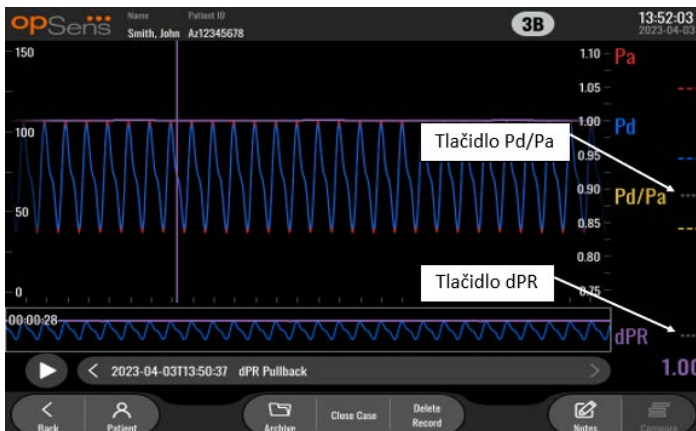 opSens
Name
Smith, John
Patient ID
Az12345678
3B
13:52:03
2023-04-03
150
100
50
0
1.10
1.05
1.00
0.95
0.90
0.85
0.80
0.75
Pa
---
Pd
---
Pd/Pa
---
Tlačidlo Pd/Pa
Tlačidlo dPR
00:00:28
dPR
1.00
2023-04-03T13:50:37 dPR Pullback
Back
Patient
Archive
Close Case
Delete
Record
Notes
Compare